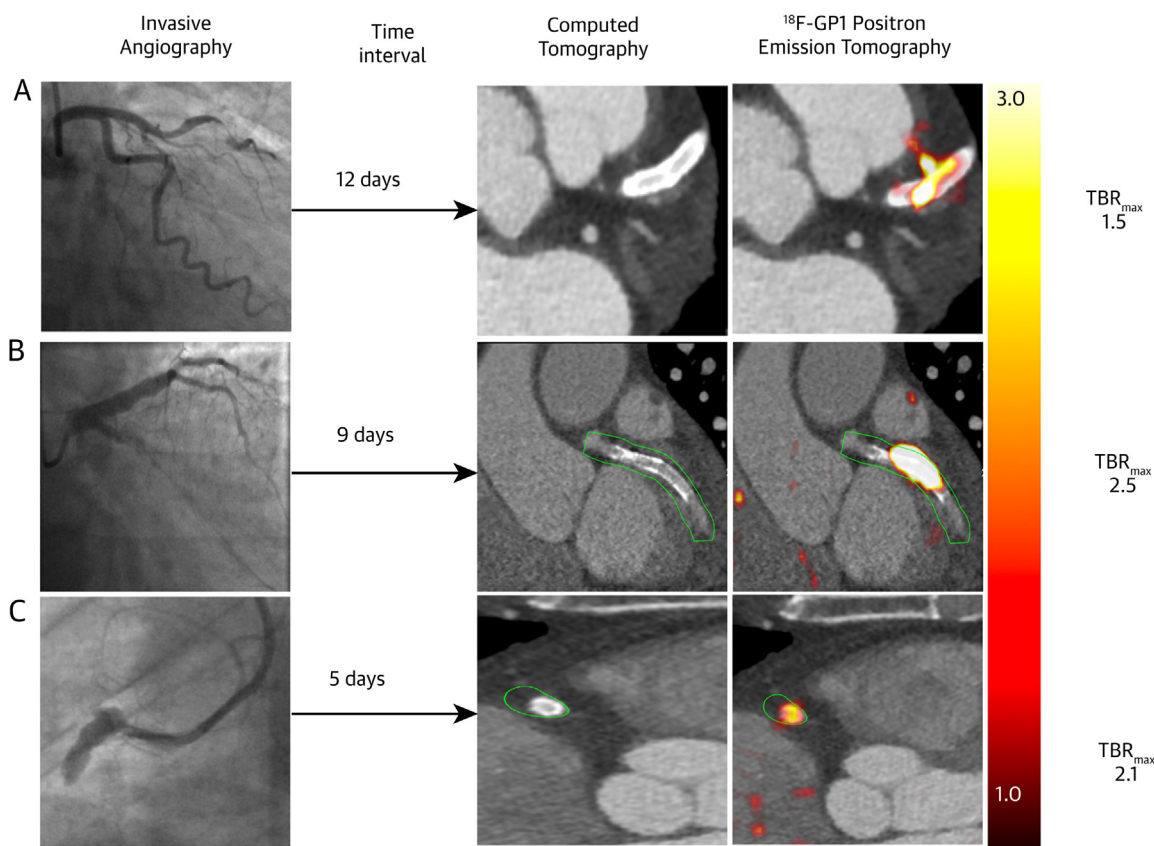 Invasive
Angiography
Time
interval
Computed
Tomography
¹⁸F-GP1 Positron
Emission Tomography
A
12 days
3.0
TBRmax
1.5
B
9 days
TBRmax
2.5
C
5 days
1.0
TBRmax
2.1